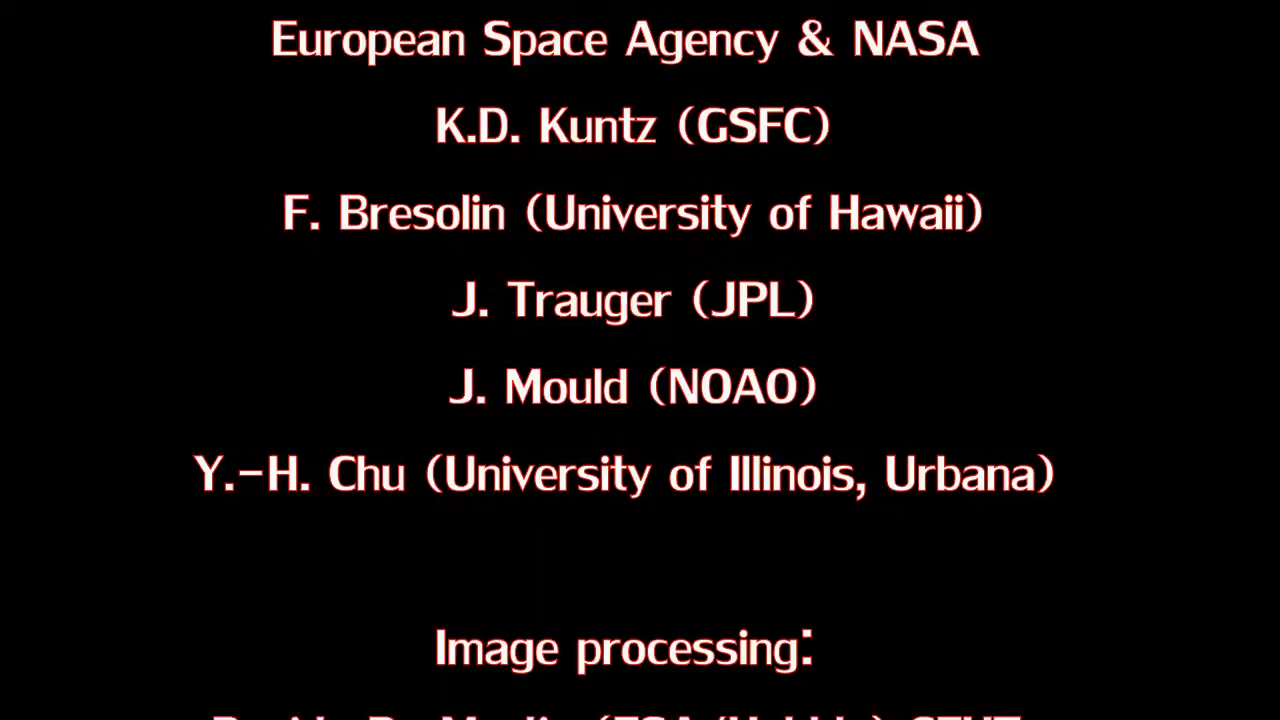 European Space Agency & NASA
K.D. Kuntz (GSFC)
F. Bresolin (University of Hawaii)
J. Trauger (JPL)
J. Mould (NOAO)
Y.-H. Chu (University of Illinois, Urbana)
Image processing: